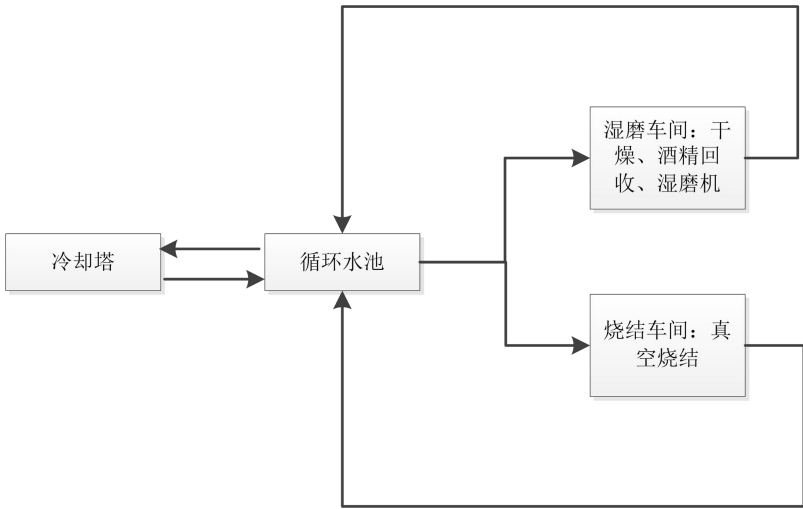 湿磨车间：干
燥、酒精回
收、湿磨机
冷却塔
循环水池
烧结车间：真
空烧结